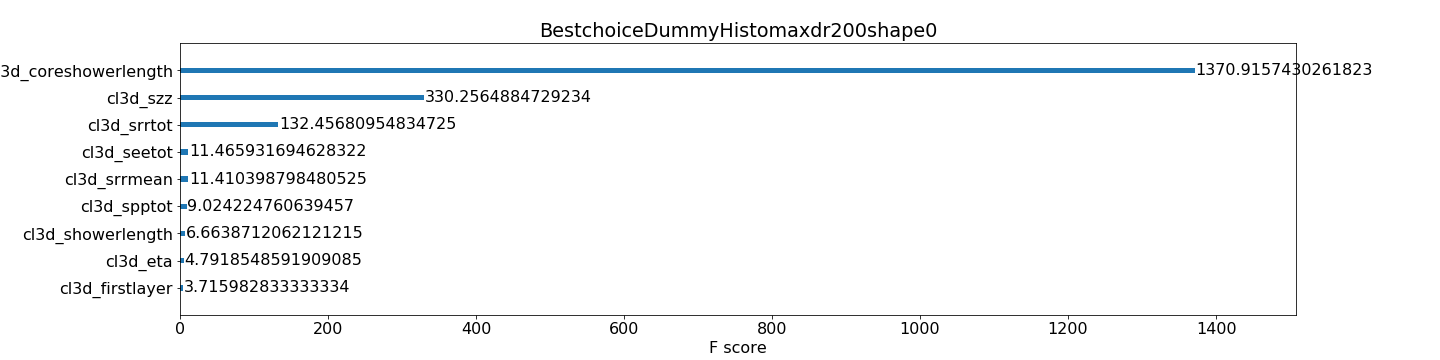 BestchoiceDummyHistomaxdr200shape0
3d_coreshowerlength 1370.9157430261823
cl3d_szz 330.2564884729234
cl3d_srrtot 132.45680954834725
cl3d_seetot 11.465931694628322
cl3d_srrmean 11.410398798480525
cl3d_spptot 9.024224760639457
cl3d_showerlength 6.6638712062121215
cl3d_eta 4.7918548591909085
cl3d_firstlayer 3.715982833333334
0 200 400 600 800 1000 1200 1400
F score